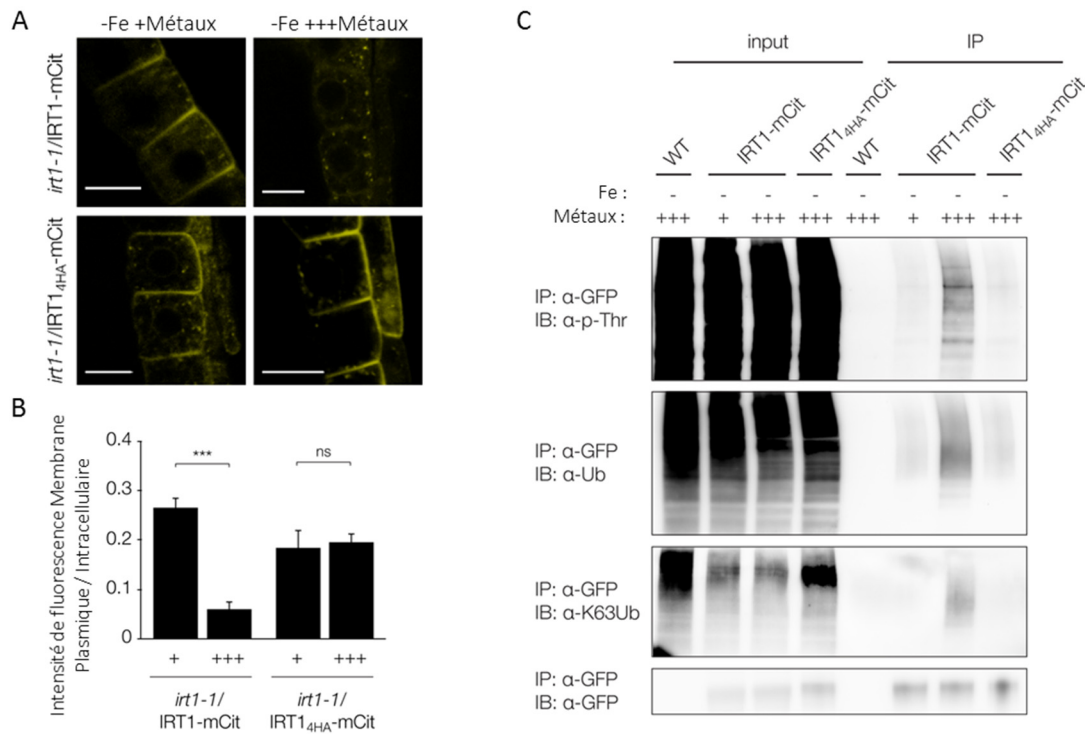 A
-Fe +Métaux
-Fe +++Métaux
irt1-1/IRT1-mCit
irt1-1/IRT14HA-mCit
B
Intensité de fluorescence Membrane
Plasmique / Intracellulaire
0.4
0.3
0.2
0.1
0
***
ns
+ +++ + +++
irt1-1/
IRT1-mCit
irt1-1/
IRT14HA-mCit
C
input IP
WT IRT1-mCit IRT14HA-mCit WT IRT1-mCit IRT14HA-mCit
Fe : - - - - - - - -
Métaux : +++ + +++ +++ +++ + +++ +++
IP: α-GFP
IB: α-p-Thr
IP: α-GFP
IB: α-Ub
IP: α-GFP
IB: α-K63Ub
IP: α-GFP
IB: α-GFP